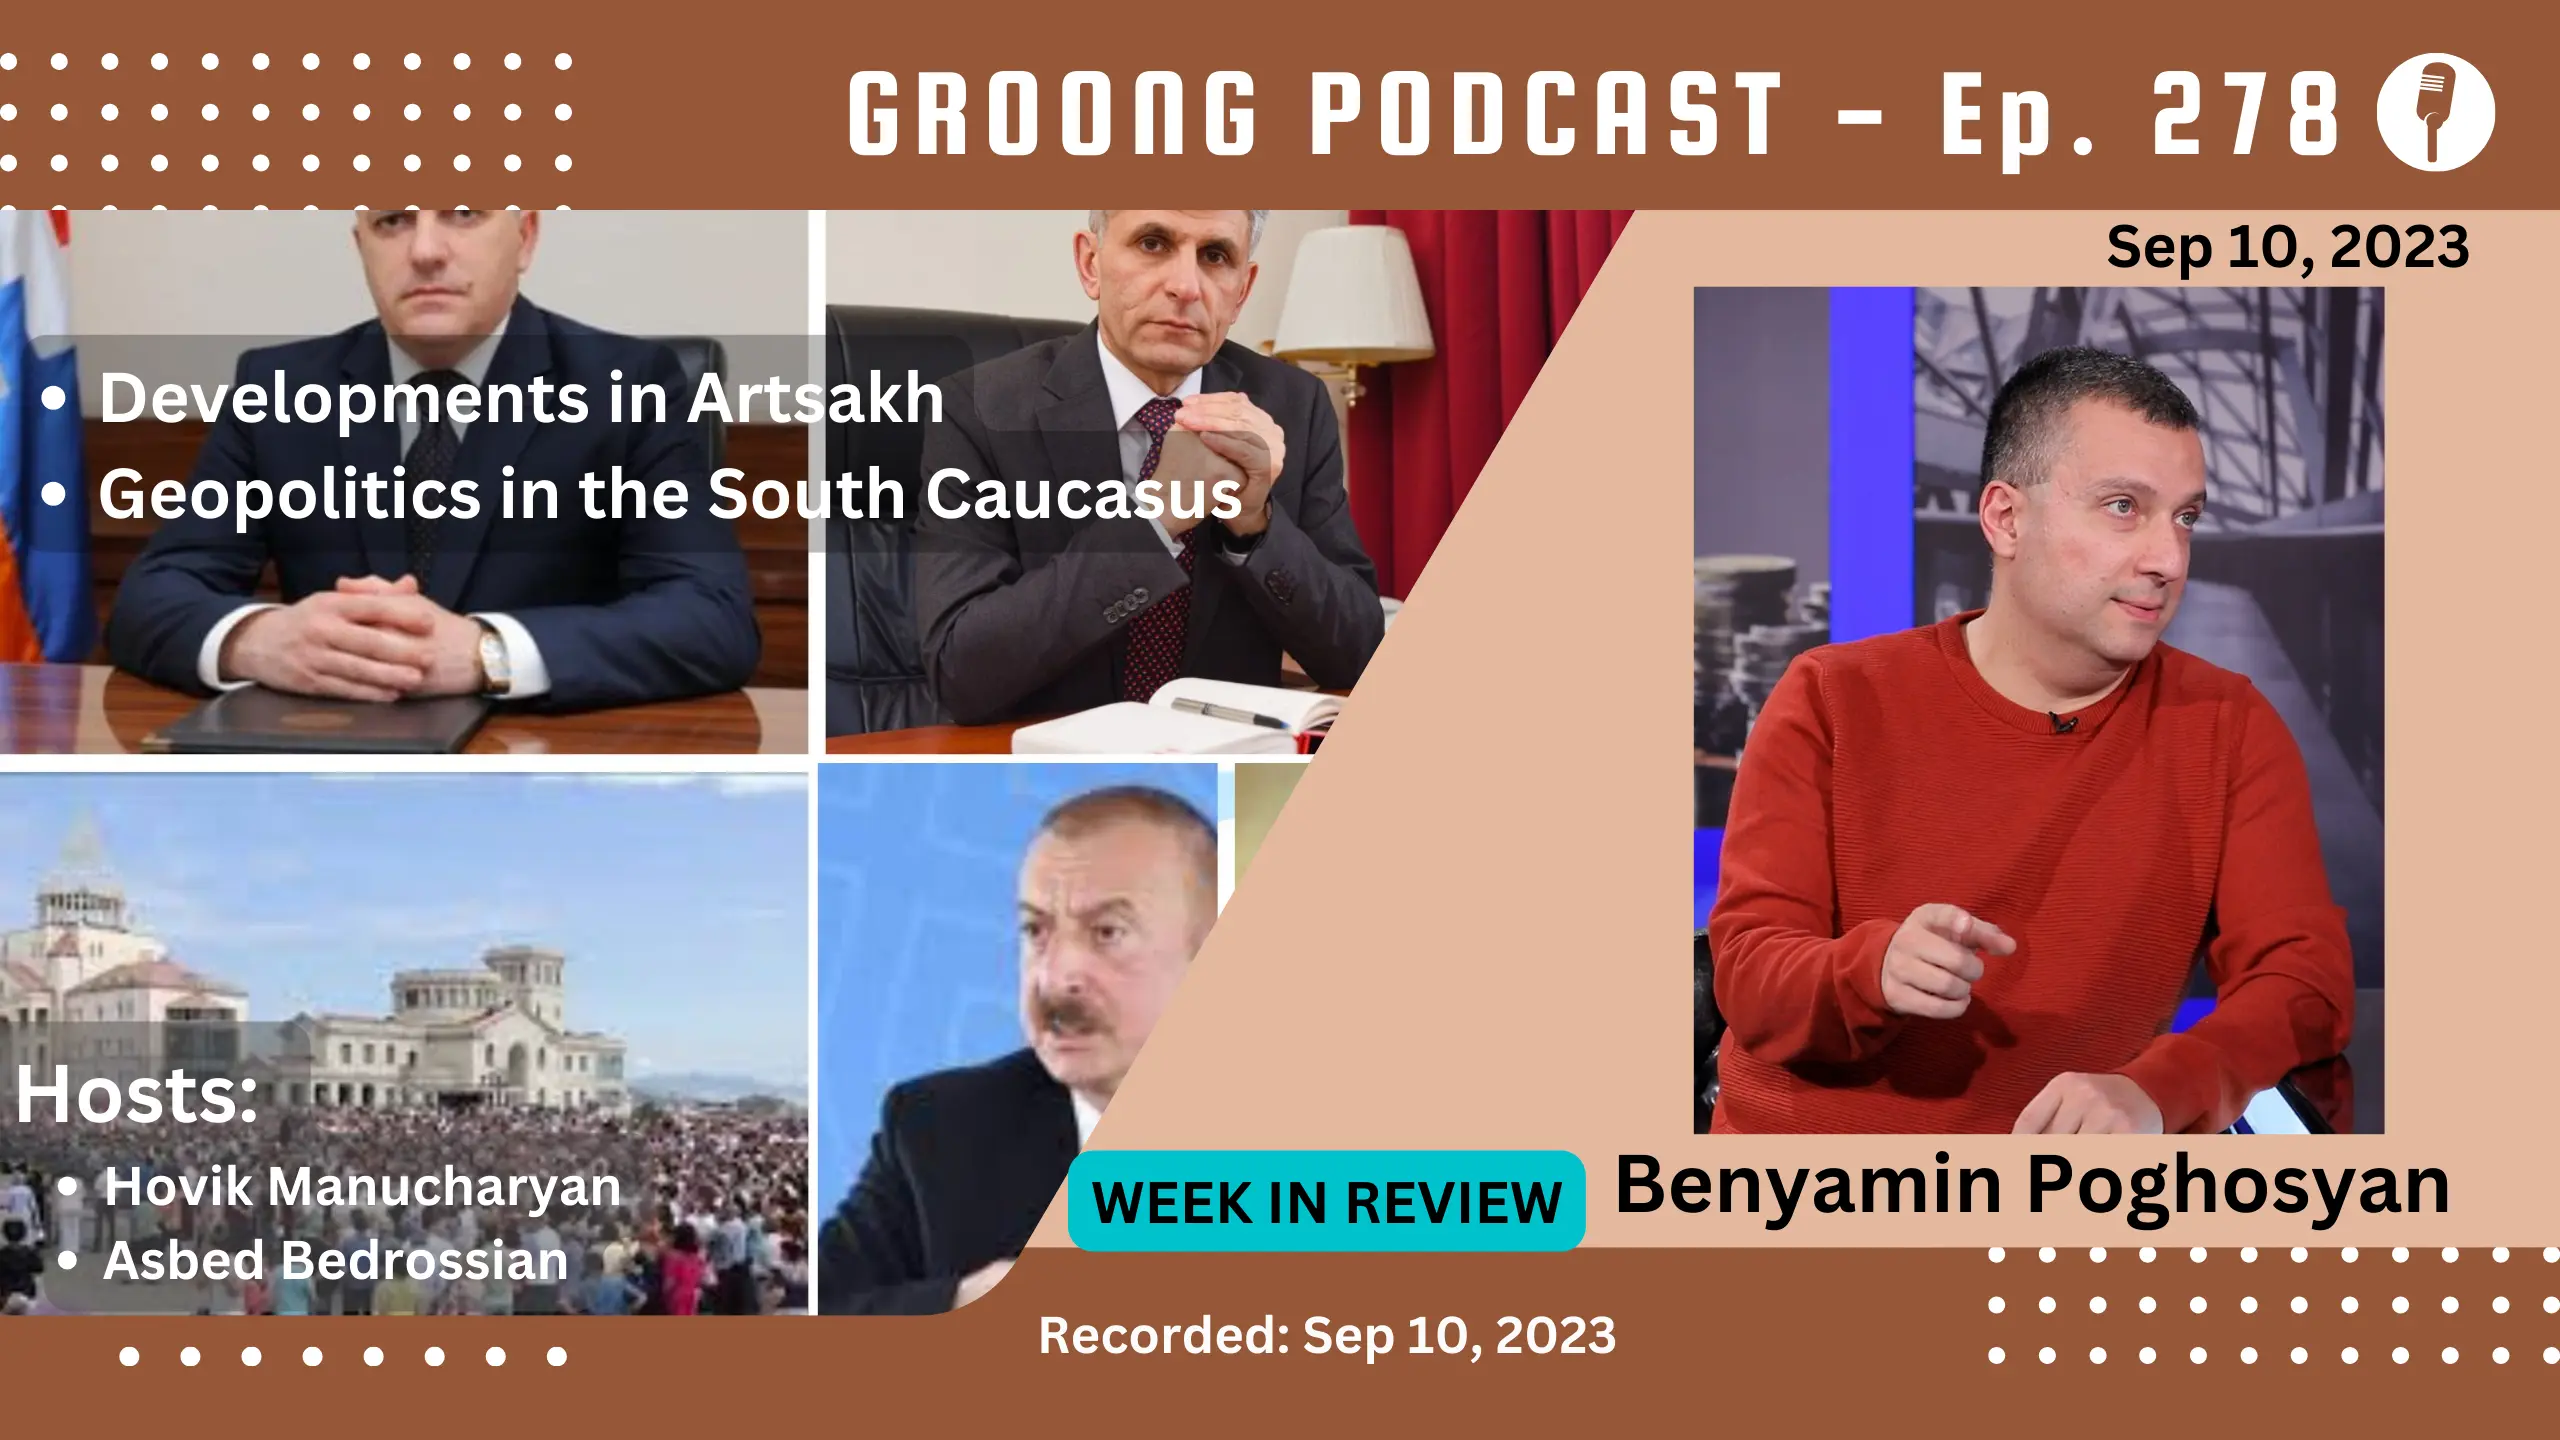 GROONG PODCAST - Ep. 278
Sep 10, 2023
• Developments in Artsakh
• Geopolitics in the South Caucasus
Hosts:
• Hovik Manucharyan
• Asbed Bedrossian
WEEK IN REVIEW
Benyamin Poghosyan
Recorded: Sep 10, 2023